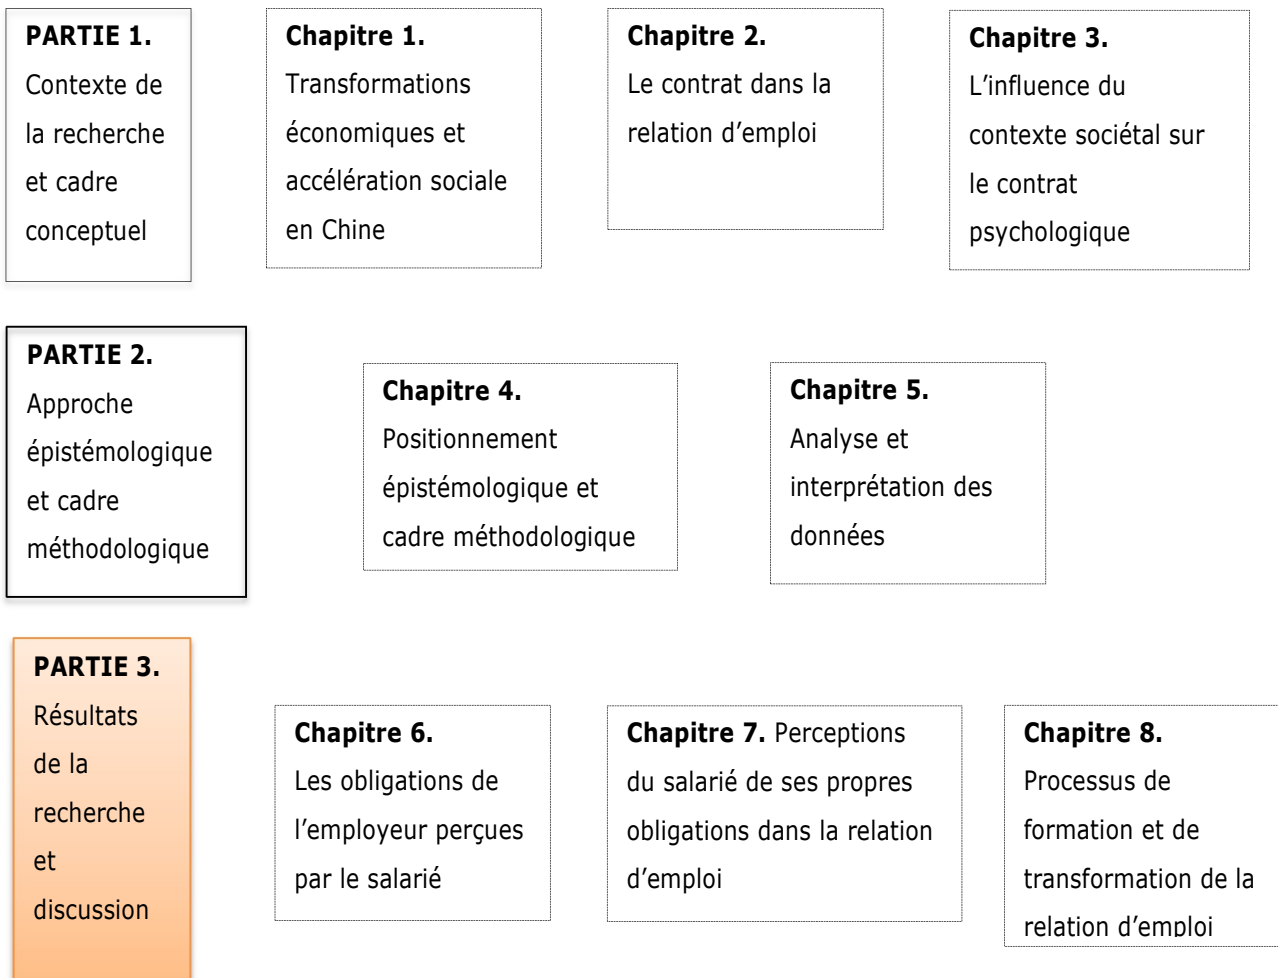 PARTIE 1.
Contexte de
la recherche
et cadre
conceptuel
Chapitre 1.
Transformations
économiques et
accélération sociale
en Chine
Chapitre 2.
Le contrat dans la
relation d’emploi
Chapitre 3.
L’influence du
contexte sociétal sur
le contrat
psychologique
PARTIE 2.
Approche
épistémologique
et cadre
méthodologique
Chapitre 4.
Positionnement
épistémologique et
cadre méthodologique
Chapitre 5.
Analyse et
interprétation des
données
PARTIE 3.
Résultats
de la
recherche
et
discussion
Chapitre 6.
Les obligations de
l’employeur perçues
par le salarié
Chapitre 7. Perceptions
du salarié de ses propres
obligations dans la relation
d’emploi
Chapitre 8.
Processus de
formation et de
transformation de la
relation d’emploi